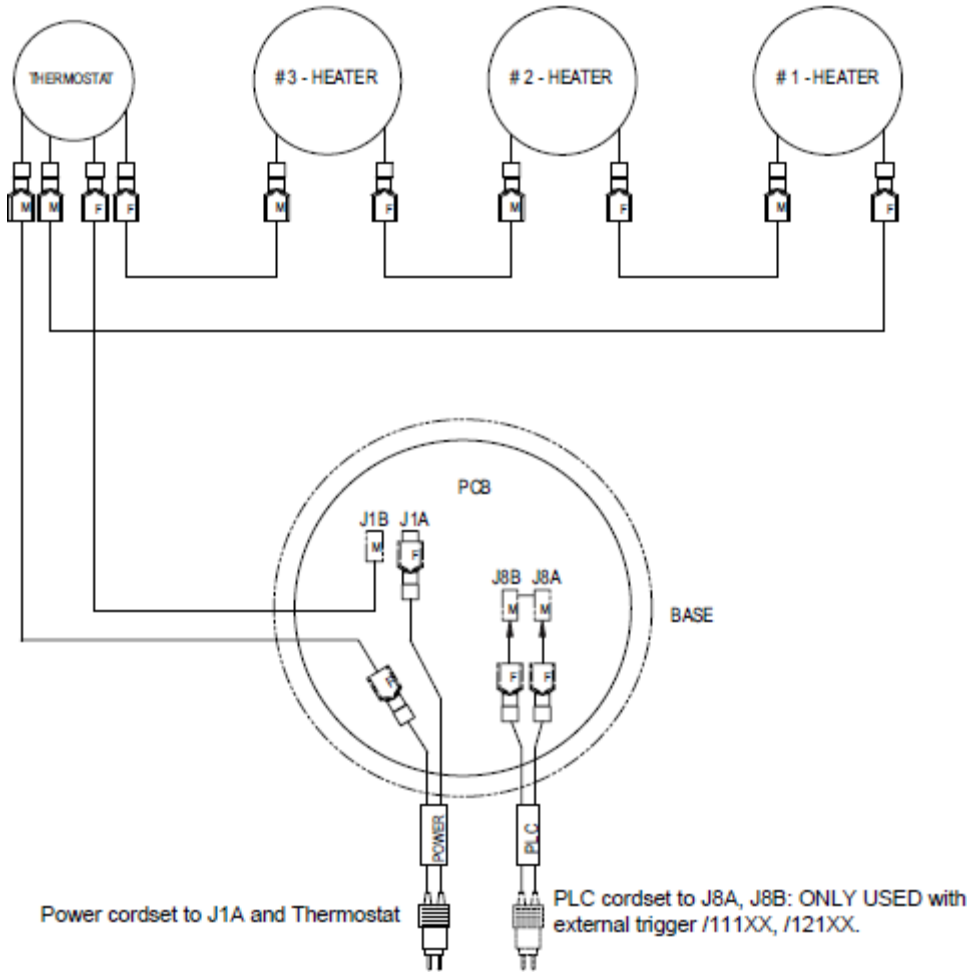 THERMOSTAT
#3 - HEATER
# 2 - HEATER
# 1 - HEATER
M M F F M F M F M F
PCB
J1B J1A
M F
J8B J8A
M M
BASE
F F
POWER
PLC
Power cordset to J1A and Thermostat
PLC cordset to J8A, J8B: ONLY USED with
external trigger /111XX, /121XX.